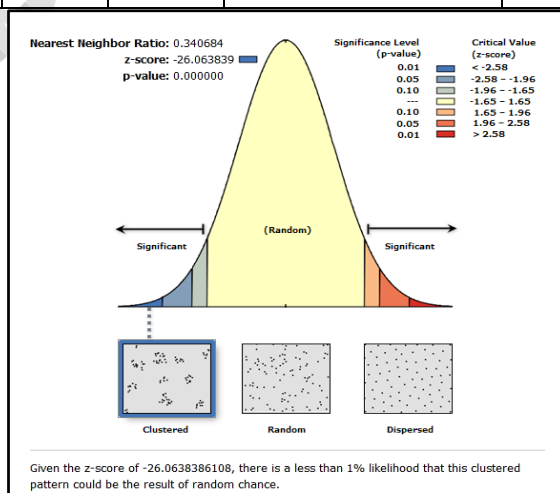 Nearest Neighbor Ratio: 0.340684
z-score: -26.063839
p-value: 0.000000
Significance Level
(p-value)
Critical Value
(z-score)
0.01 < -2.58
0.05 -2.58 – -1.96
0.10 -1.96 – -1.65
--- -1.65 – 1.65
0.10 1.65 – 1.96
0.05 1.96 – 2.58
0.01 > 2.58
Significant (Random) Significant
Clustered Random Dispersed
Given the z-score of -26.0638386108, there is a less than 1% likelihood that this clustered
pattern could be the result of random chance.